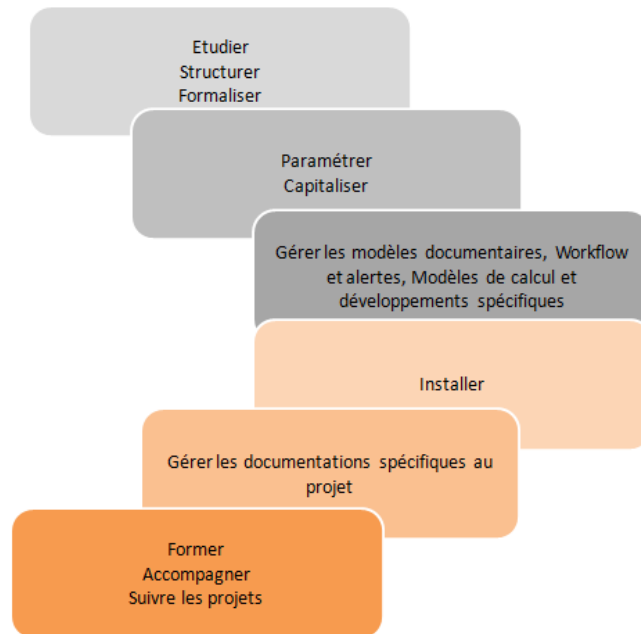 Etudier
Structurer
Formaliser
Paramétrer
Capitaliser
Gérer les modèles documentaires, Workflow
et alertes, Modèles de calcul et
développements spécifiques
Installer
Gérer les documentations spécifiques au
projet
Former
Accompagner
Suivre les projets